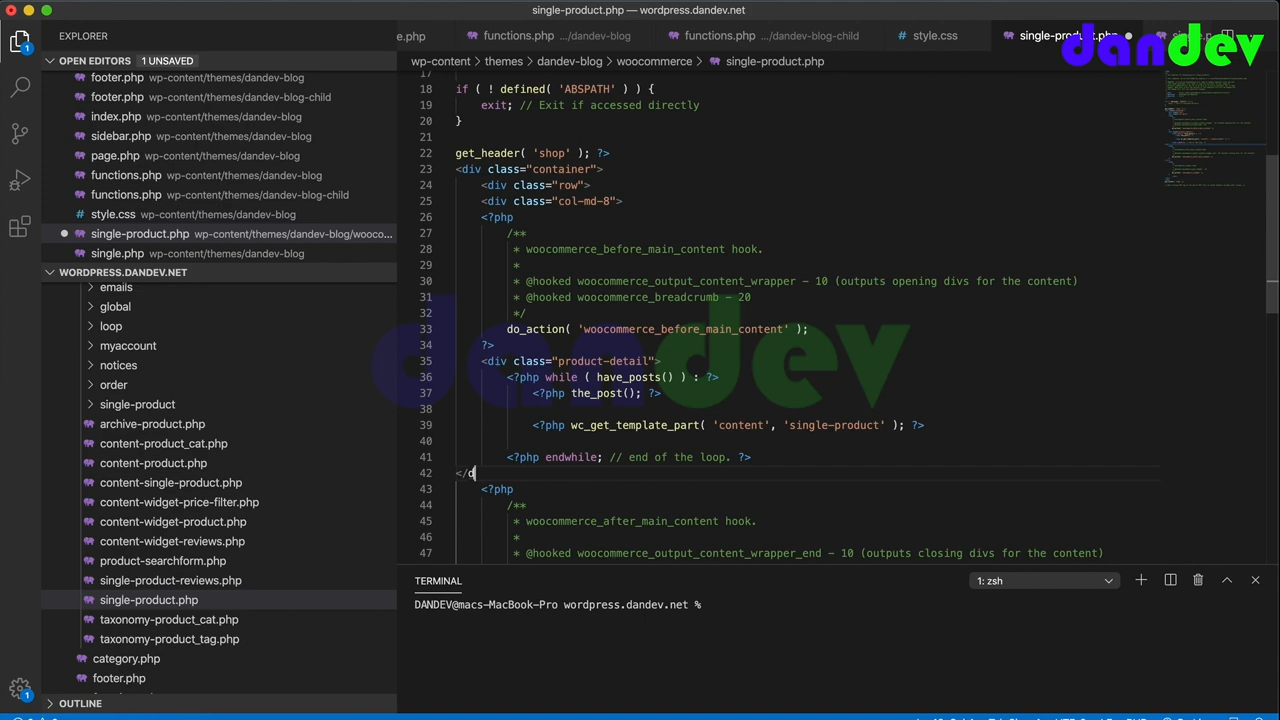 single-product.php — wordpress.dandev.net
EXPLORER
OPEN EDITORS 1 UNSAVED
footer.php wp-content/themes/dandev-blog
footer.php wp-content/themes/dandev-blog
index.php wp-content/themes/dandev-blog
sidebar.php wp-content/themes/dandev-blog
page.php wp-content/themes/dandev-blog
functions.php wp-content/themes/dandev-blog
functions.php wp-content/themes/dandev-blog-child
style.css wp-content/themes/dandev-blog
single-product.php wp-content/themes/dandev-blog/wooco...
single.php wp-content/themes/dandev-blog
WORDPRESS.DANDEV.NET
emails
global
loop
myaccount
notices
order
single-product
archive-product.php
content-product_cat.php
content-product.php
content-single-product.php
content-widget-price-filter.php
content-widget-product.php
content-widget-reviews.php
product-searchform.php
single-product-reviews.php
single-product.php
taxonomy-product_cat.php
taxonomy-product_tag.php
category.php
footer.php
OUTLINE
1
1
e.php functions.php .../dandev-blog functions.php .../dandev-blog-child style.css single-product.php
dandev
wp-content > themes > dandev-blog > woocommerce > single-product.php
17
18 'ABSPATH' ) ) {
19 exit; // Exit if accessed directly
20 }
21
22 get_header( 'shop' ); ?>
23 <div class="container">
24 <div class="row">
25 <div class="col-md-8">
26 <?php
27 /**
28 * woocommerce_before_main_content hook.
29 *
30 * @hooked woocommerce_output_content_wrapper - 10 (outputs opening divs for the content)
31 * @hooked woocommerce_breadcrumb - 20
32 */
33 do_action( 'woocommerce_before_main_content' );
34 ?>
35 <div class="product-detail">
36 <?php while ( have_posts() ) : ?>
37 <?php the_post(); ?>
38
39 <?php wc_get_template_part( 'content', 'single-product' ); ?>
40
41 <?php endwhile; // end of the loop. ?>
42 </d
43 <?php
44 /**
45 * woocommerce_after_main_content hook.
46 *
47 * @hooked woocommerce_output_content_wrapper_end - 10 (outputs closing divs for the content)
dandev
TERMINAL
1: zsh
DANDEV@macs-MacBook-Pro wordpress.dandev.net %